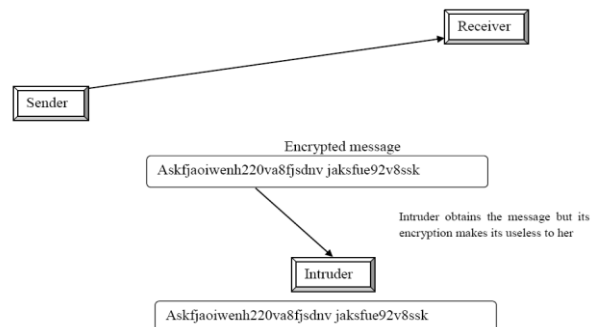 Receiver
Sender
Encrypted message
Askfjaoiwenh220va8fjsdnv jaksfue92v8ssk
Intruder obtains the message but its
encryption makes its useless to her
Intruder
Askfjaoiwenh220va8fjsdnv jaksfue92v8ssk